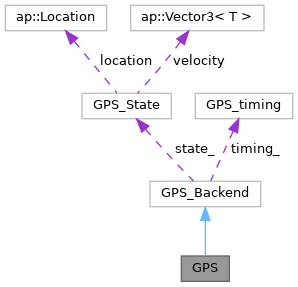 ap::Location
ap::Vector3< T >
location
velocity
GPS_State
GPS_timing
state_
timing_
GPS_Backend
GPS